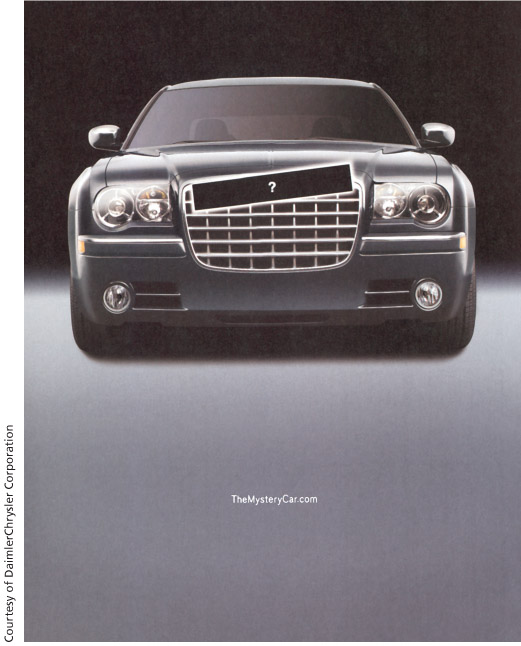 ?
TheMysteryCar.com
Courtesy of DaimlerChrysler Corporation